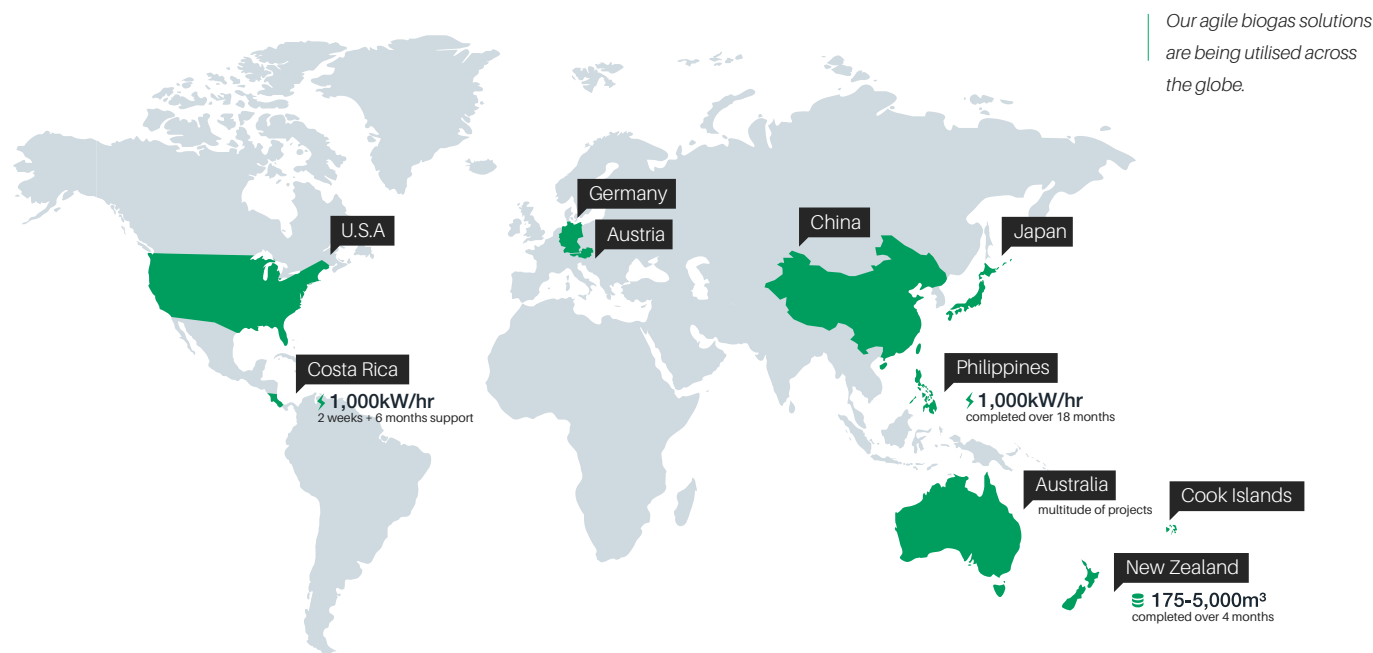 Our agile biogas solutions
are being utilised across
the globe.
Germany
U.S.A
Austria
China
Japan
Costa Rica
1,000kW/hr
2 weeks + 6 months support
Philippines
1,000kW/hr
completed over 18 months
Australia
multitude of projects
Cook Islands
New Zealand
175-5,000m³
completed over 4 months